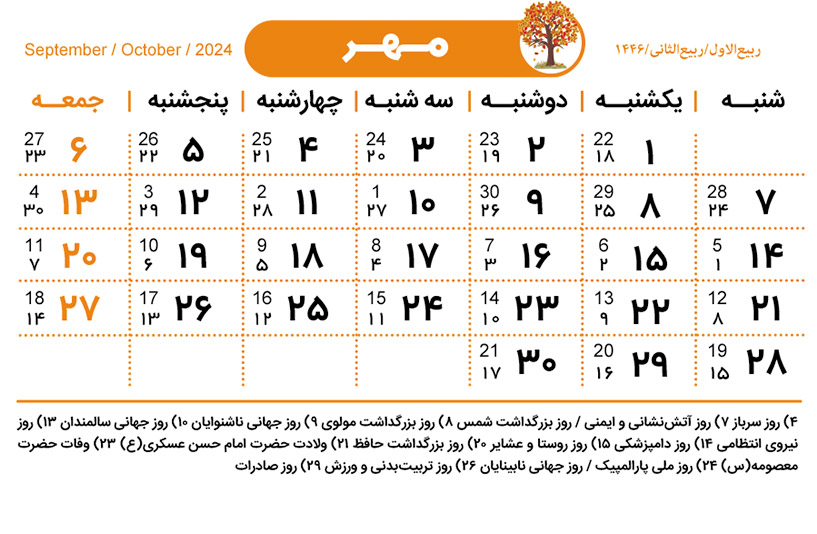 ربیع‌الاول/ربیع‌الثانی/۱۴۴۶
مهر
September / October / 2024
شنبه | یکشنبه | دوشنبه | سه شنبه | چهارشنبه | پنجشنبه | جمعه
۱ 22 ۱۸ ۲ 23 ۱۹ ۳ 24 ۲۰ ۴ 25 ۲۱ ۵ 26 ۲۲ ۶ 27 ۲۳
۷ 28 ۲۴ ۸ 29 ۲۵ ۹ 30 ۲۶ ۱۰ 1 ۲۷ ۱۱ 2 ۲۸ ۱۲ 3 ۲۹ ۱۳ 4 ۳۰
۱۴ 5 ۱ ۱۵ 6 ۲ ۱۶ 7 ۳ ۱۷ 8 ۴ ۱۸ 9 ۵ ۱۹ 10 ۶ ۲۰ 11 ۷
۲۱ 12 ۸ ۲۲ 13 ۹ ۲۳ 14 ۱۰ ۲۴ 15 ۱۱ ۲۵ 16 ۱۲ ۲۶ 17 ۱۳ ۲۷ 18 ۱۴
۲۸ 19 ۱۵ ۲۹ 20 ۱۶ ۳۰ 21 ۱۷
۴) روز سرباز ۷) روز آتش‌نشانی و ایمنی / روز بزرگداشت شمس ۸) روز بزرگداشت مولوی ۹) روز جهانی ناشنوایان ۱۰) روز جهانی سالمندان ۱۳) روز
نیروی انتظامی ۱۴) روز دامپزشکی ۱۵) روز روستا و عشایر ۲۰) روز بزرگداشت حافظ ۲۱) ولادت حضرت امام حسن عسکری(ع) ۲۳) وفات حضرت
معصومه(س) ۲۴) روز ملی پارالمپیک / روز جهانی نابینایان ۲۶) روز تربیت‌بدنی و ورزش ۲۹) روز صادرات